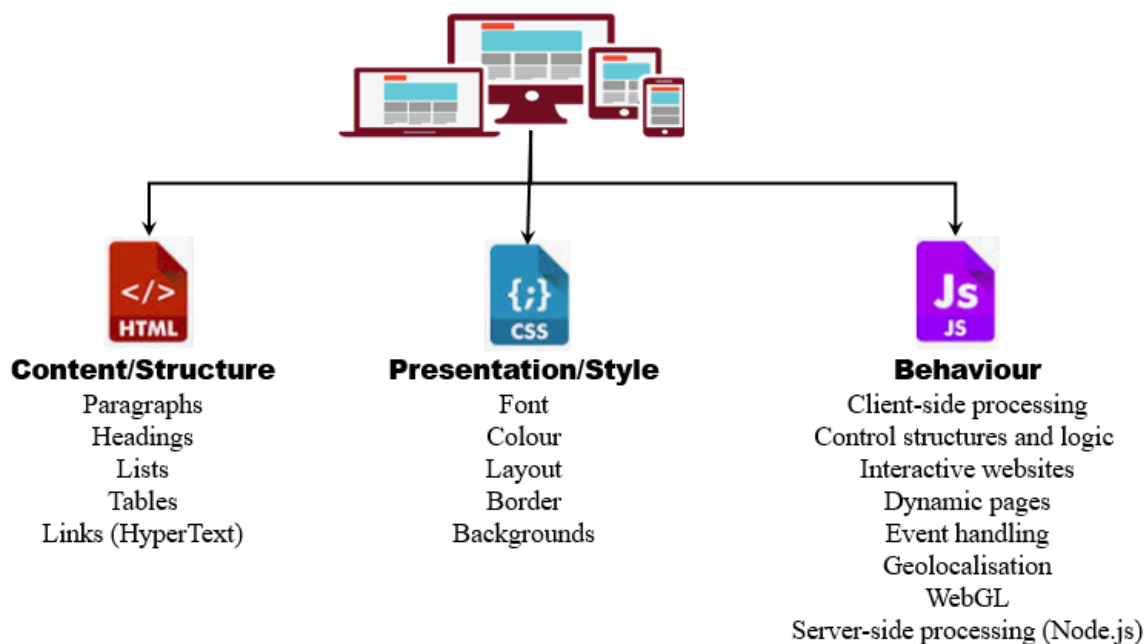 </>
HTML
Content/Structure
Paragraphs
Headings
Lists
Tables
Links (HyperText)
{;}
CSS
Presentation/Style
Font
Colour
Layout
Border
Backgrounds
Js
JS
Behaviour
Client-side processing
Control structures and logic
Interactive websites
Dynamic pages
Event handling
Geolocalisation
WebGL
Server-side processing (Node.js)